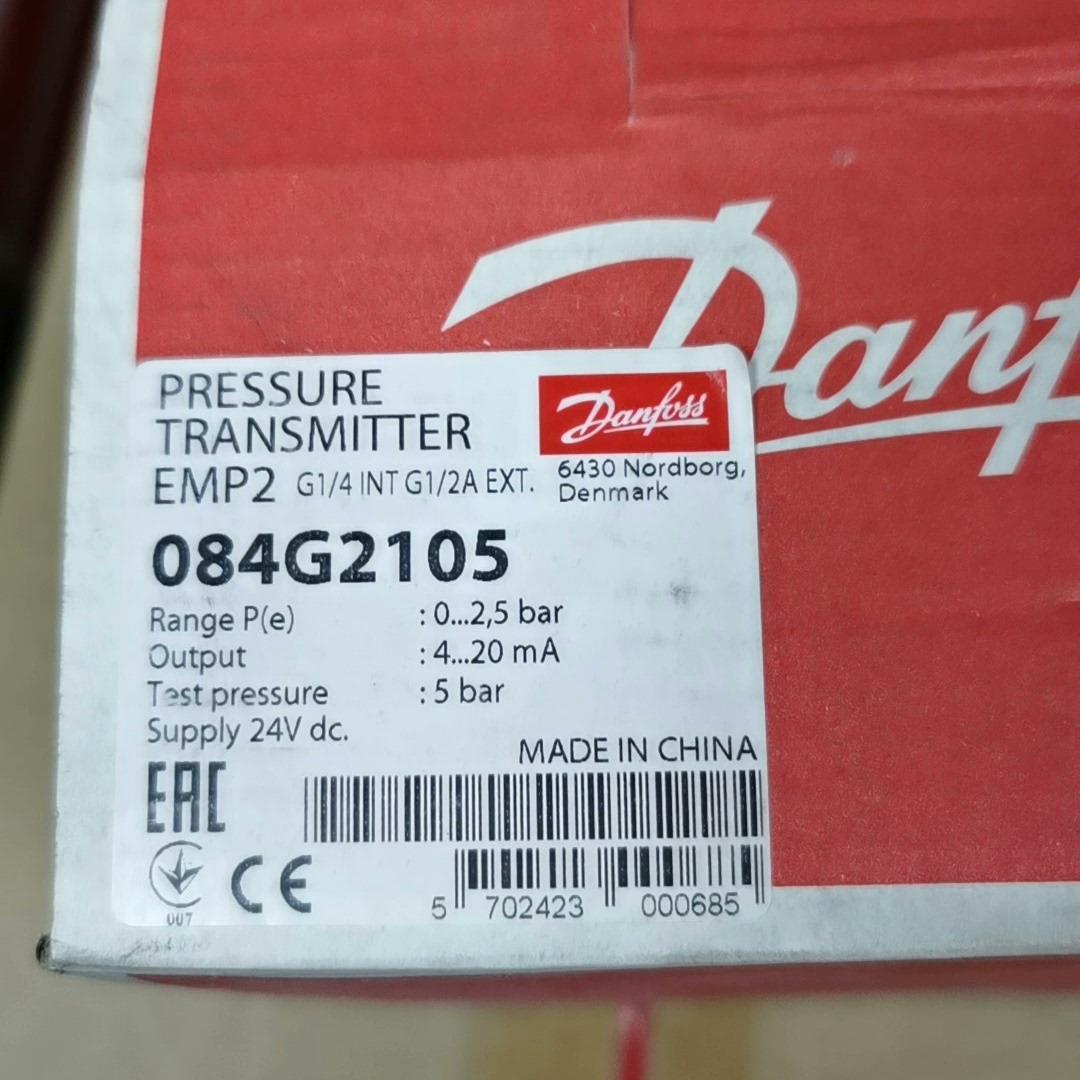 Danf
PRESSURE
TRANSMITTER
EMP2 G1/4 INT G1/2A EXT.
Danfoss
6430 Nordborg,
Denmark
084G2105
Range P(e) : 0...2,5 bar
Output : 4...20 mA
Test pressure : 5 bar
Supply 24V dc.
MADE IN CHINA
EAC
007
CE
5 702423 000685